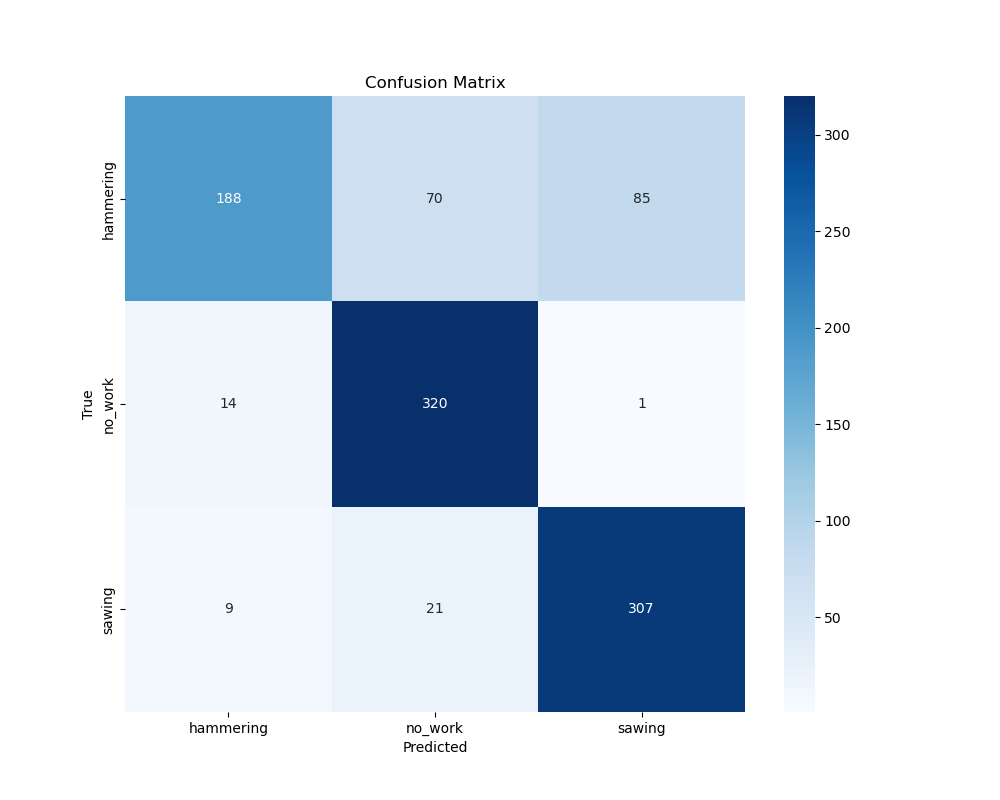 Confusion Matrix
hammering
188 70 85
True
no_work
14 320 1
sawing
9 21 307
hammering no_work sawing
Predicted
300
250
200
150
100
50